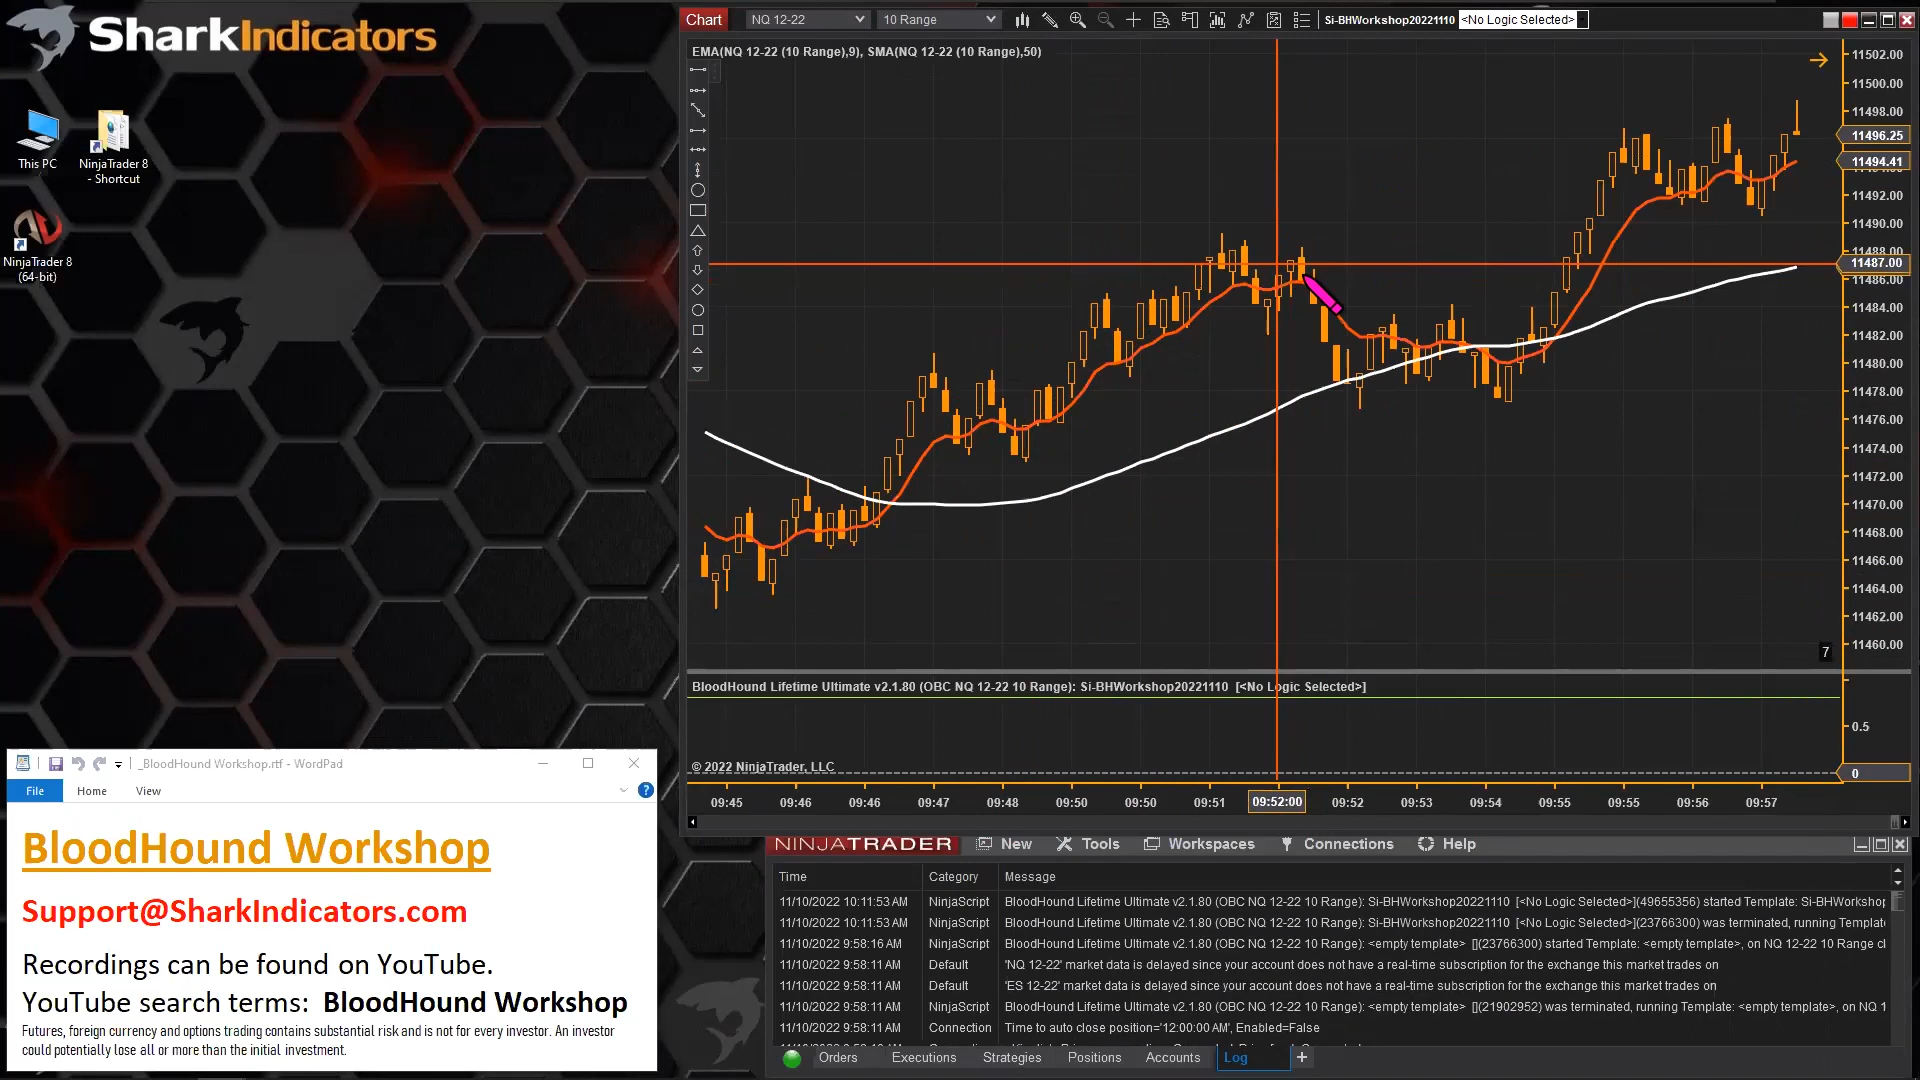 SharkIndicators
This PC
NinjaTrader 8
- Shortcut
NinjaTrader 8
(64-bit)
Chart
NQ 12-22
10 Range
Si-BHWorkshop20221110
<No Logic Selected>
EMA(NQ 12-22 (10 Range),9), SMA(NQ 12-22 (10 Range),50)
11502.00
11500.00
11498.00
11496.25
11494.41
11492.00
11490.00
11488.00
11487.00
11486.00
11484.00
11482.00
11480.00
11478.00
11476.00
11474.00
11472.00
11470.00
11468.00
11466.00
11464.00
11462.00
11460.00
7
BloodHound Lifetime Ultimate v2.1.80 (OBC NQ 12-22 10 Range): Si-BHWorkshop20221110 [<No Logic Selected>]
0.5
0
© 2022 NinjaTrader, LLC
09:45 09:46 09:46 09:47 09:48 09:50 09:50 09:51 09:52:00 09:52 09:53 09:54 09:55 09:55 09:56 09:57
_BloodHound Workshop.rtf - WordPad
File Home View
BloodHound Workshop
Support@SharkIndicators.com
Recordings can be found on YouTube.
YouTube search terms: BloodHound Workshop
Futures, foreign currency and options trading contains substantial risk and is not for every investor. An investor
could potentially lose all or more than the initial investment.
NINJATRADER New Tools Workspaces Connections Help
Time Category Message
11/10/2022 10:11:53 AM NinjaScript BloodHound Lifetime Ultimate v2.1.80 (OBC NQ 12-22 10 Range): Si-BHWorkshop20221110 [<No Logic Selected>](49655356) started Template: Si-BHWorkshop
11/10/2022 10:11:53 AM NinjaScript BloodHound Lifetime Ultimate v2.1.80 (OBC NQ 12-22 10 Range): Si-BHWorkshop20221110 [<No Logic Selected>](23766300) was terminated, running Templat
11/10/2022 9:58:16 AM NinjaScript BloodHound Lifetime Ultimate v2.1.80 (OBC NQ 12-22 10 Range): <empty template> [](23766300) started Template: <empty template>, on NQ 12-22 10 Range
11/10/2022 9:58:11 AM Default 'NQ 12-22' market data is delayed since your account does not have a real-time subscription for the exchange this market trades on
11/10/2022 9:58:11 AM Default 'ES 12-22' market data is delayed since your account does not have a real-time subscription for the exchange this market trades on
11/10/2022 9:58:11 AM NinjaScript BloodHound Lifetime Ultimate v2.1.80 (OBC NQ 12-22 10 Range): <empty template> [](21902952) was terminated, running Template: <empty template>, on NQ 1
11/10/2022 9:58:11 AM Connection Time to auto close position='12:00:00 AM', Enabled=False
Orders Executions Strategies Positions Accounts Log +